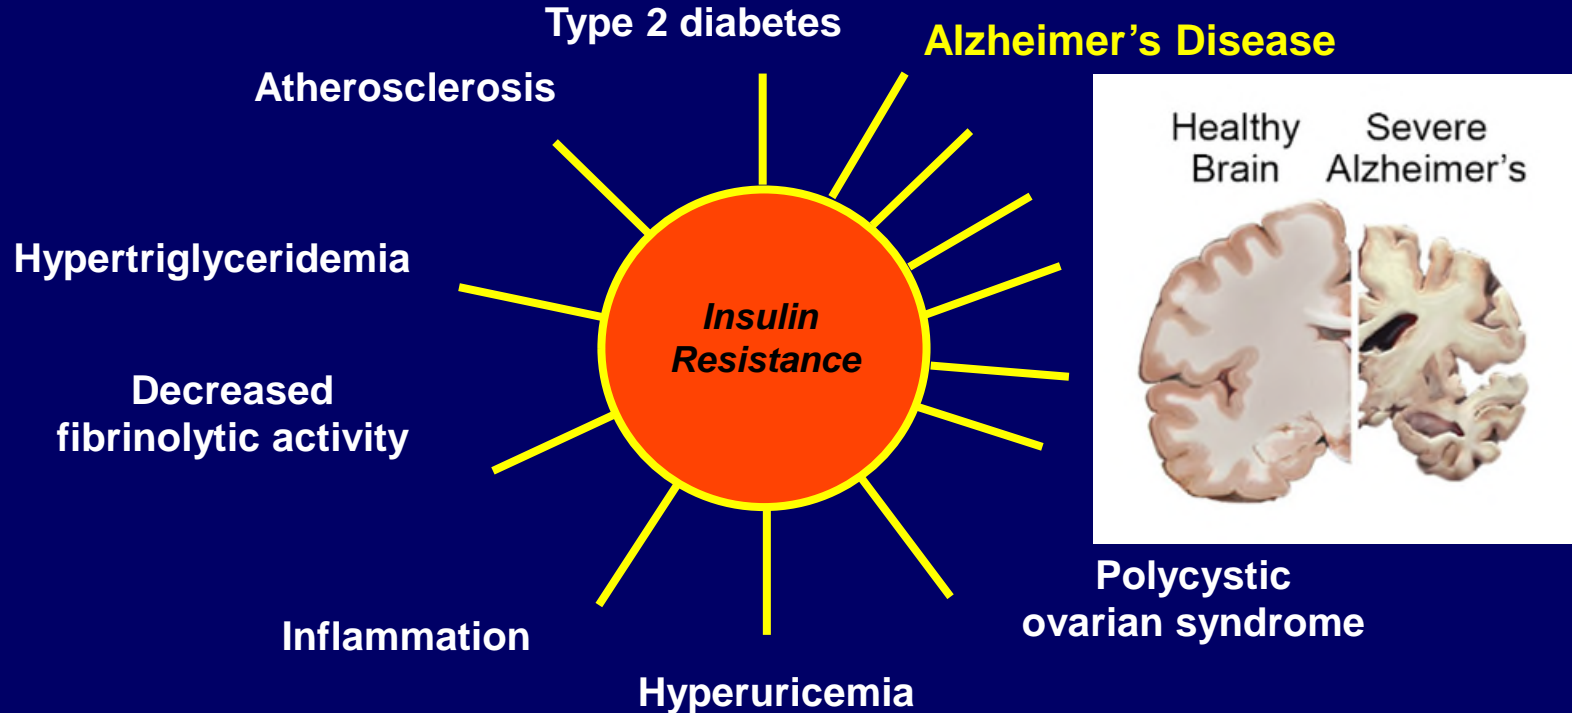 Type 2 diabetes
Alzheimer’s Disease
Atherosclerosis
Healthy
Brain
Severe
Alzheimer’s
Hypertriglyceridemia
Insulin
Resistance
Decreased
fibrinolytic activity
Polycystic
ovarian syndrome
Inflammation
Hyperuricemia